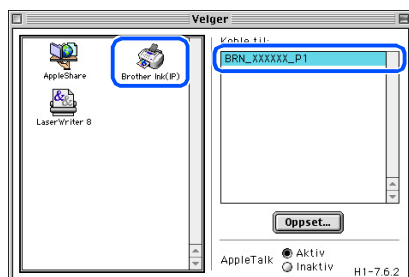 Velger
Koble til:
AppleShare
Brother Ink(IP)
LaserWriter 8
BRN_XXXXXX_P1
Oppset...
AppleTalk
Aktiv
Inaktiv
H1-7.6.2